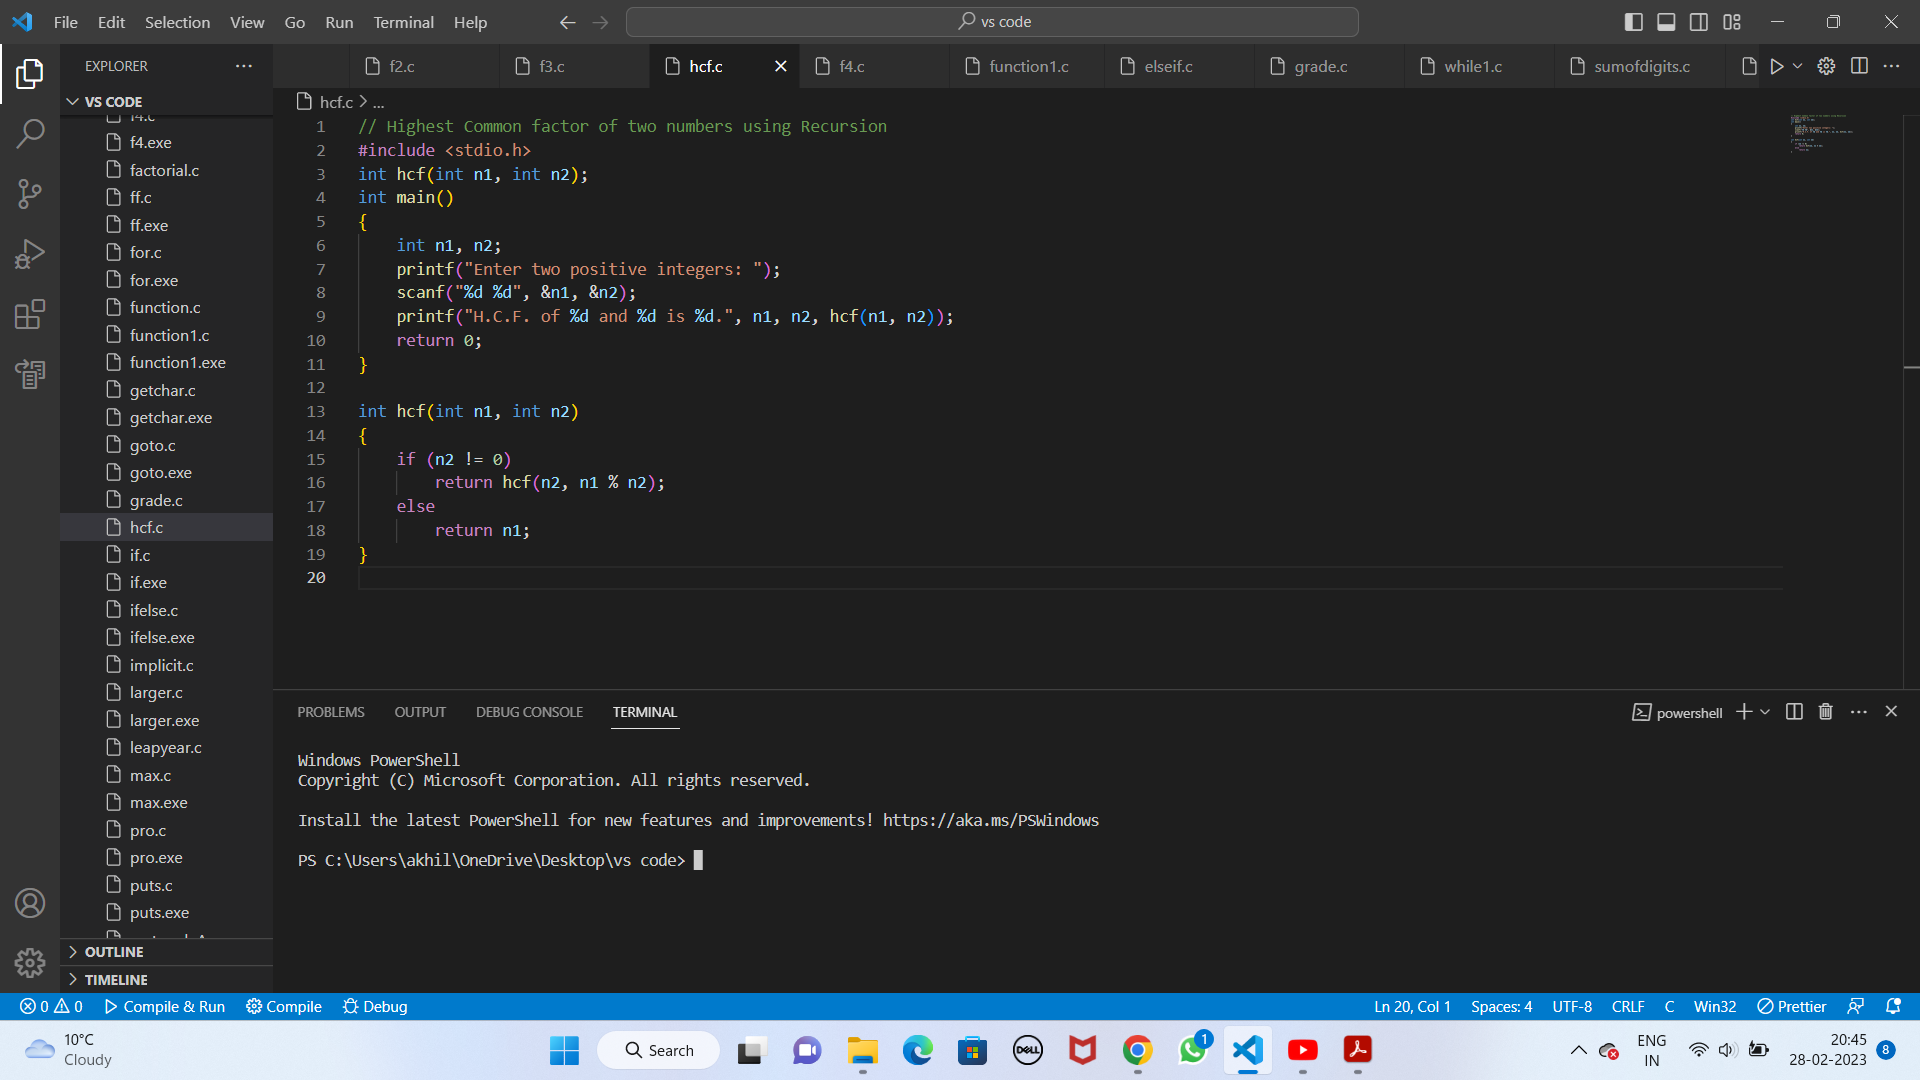 File Edit Selection View Go Run Terminal Help
vs code
EXPLORER
f2.c
f3.c
hcf.c
f4.c
function1.c
elseif.c
grade.c
while1.c
sumofdigits.c
VS CODE
f4.c
f4.exe
factorial.c
ff.c
ff.exe
for.c
for.exe
function.c
function1.c
function1.exe
getchar.c
getchar.exe
goto.c
goto.exe
grade.c
hcf.c
if.c
if.exe
ifelse.c
ifelse.exe
implicit.c
larger.c
larger.exe
leapyear.c
max.c
max.exe
pro.c
pro.exe
puts.c
puts.exe
OUTLINE
TIMELINE
hcf.c > ...
1 // Highest Common factor of two numbers using Recursion
2 #include <stdio.h>
3 int hcf(int n1, int n2);
4 int main()
5 {
6 int n1, n2;
7 printf("Enter two positive integers: ");
8 scanf("%d %d", &n1, &n2);
9 printf("H.C.F. of %d and %d is %d.", n1, n2, hcf(n1, n2));
10 return 0;
11 }
12
13 int hcf(int n1, int n2)
14 {
15 if (n2 != 0)
16 return hcf(n2, n1 % n2);
17 else
18 return n1;
19 }
20
PROBLEMS OUTPUT DEBUG CONSOLE TERMINAL
powershell
Windows PowerShell
Copyright (C) Microsoft Corporation. All rights reserved.
Install the latest PowerShell for new features and improvements! https://aka.ms/PSWindows
PS C:\Users\akhil\OneDrive\Desktop\vs code>
0 0 Compile & Run Compile Debug
Ln 20, Col 1 Spaces: 4 UTF-8 CRLF C Win32 Prettier
10°C
Cloudy
Search
DELL
1
ENG
IN
20:45
28-02-2023
8